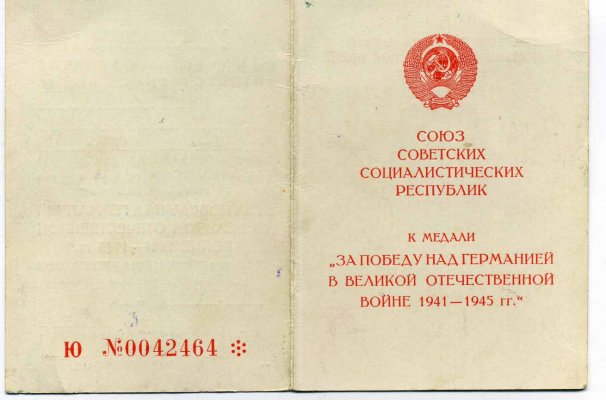 Ю №0042464
СОЮЗ
СОВЕТСКИХ
СОЦИАЛИСТИЧЕСКИХ
РЕСПУБЛИК
К МЕДАЛИ
„ЗА ПОБЕДУ НАД ГЕРМАНИЕЙ
В ВЕЛИКОЙ ОТЕЧЕСТВЕННОЙ
ВОЙНЕ 1941—1945 гг.“